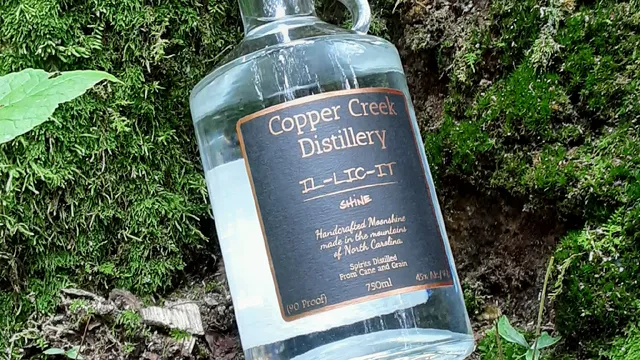 Copper Creek
Distillery
IL-LIC-IT
SHINE
Handcrafted Moonshine
made in the mountains
of North Carolina
Spirits Distilled
From Cane and Grain
(90 Proof) 750ml 45% Alc/Vol